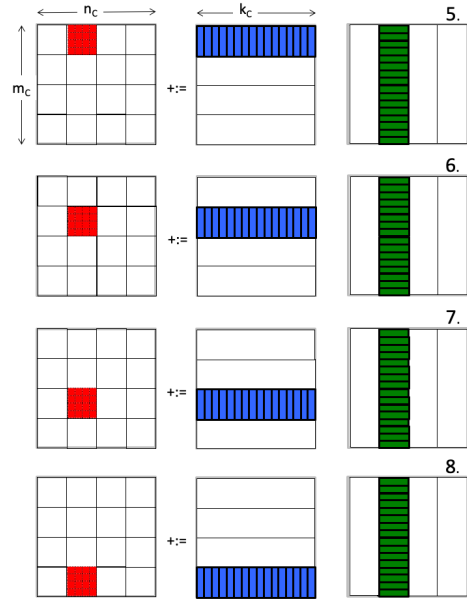 n_C
k_C
5.
m_C
+:=
6.
+:=
7.
+:=
8.
+:=